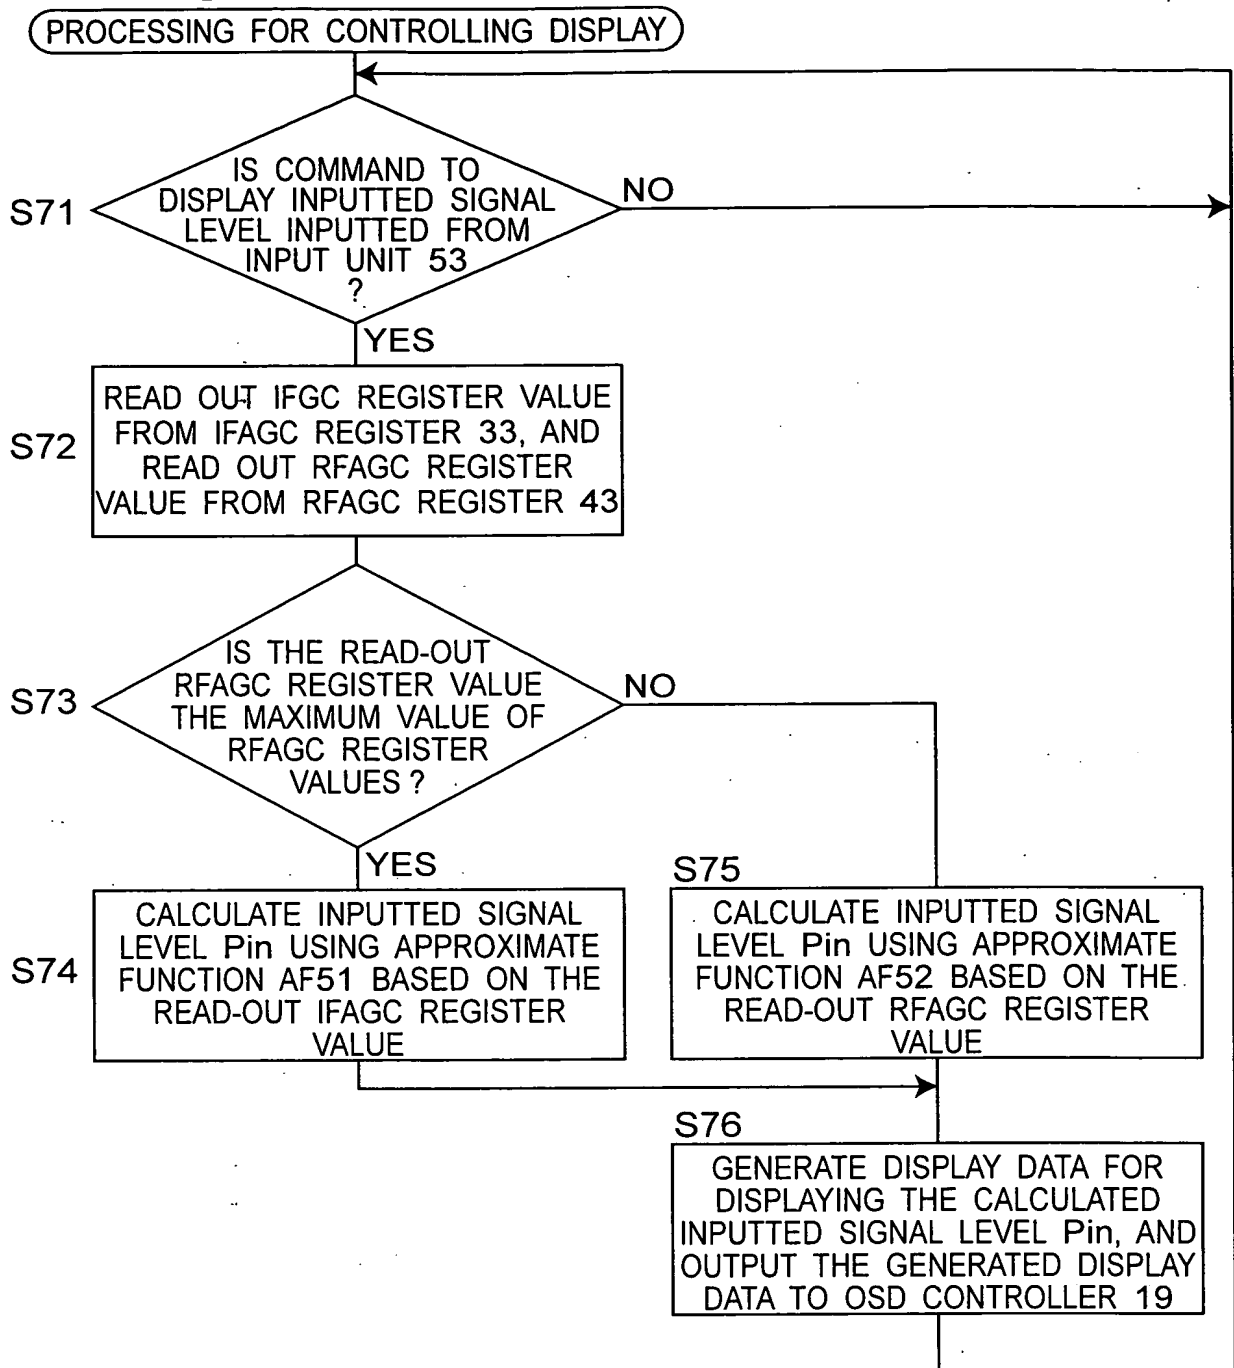 PROCESSING FOR CONTROLLING DISPLAY
S71
IS COMMAND TO
DISPLAY INPUTTED SIGNAL
LEVEL INPUTTED FROM
INPUT UNIT 53
?
NO
YES
S72
READ OUT IFGC REGISTER VALUE
FROM IFAGC REGISTER 33, AND
READ OUT RFAGC REGISTER
VALUE FROM RFAGC REGISTER 43
S73
IS THE READ-OUT
RFAGC REGISTER VALUE
THE MAXIMUM VALUE OF
RFAGC REGISTER
VALUES ?
NO
YES
S74
CALCULATE INPUTTED SIGNAL
LEVEL Pin USING APPROXIMATE
FUNCTION AF51 BASED ON THE
READ-OUT IFAGC REGISTER
VALUE
S75
CALCULATE INPUTTED SIGNAL
LEVEL Pin USING APPROXIMATE
FUNCTION AF52 BASED ON THE
READ-OUT RFAGC REGISTER
VALUE
S76
GENERATE DISPLAY DATA FOR
DISPLAYING THE CALCULATED
INPUTTED SIGNAL LEVEL Pin, AND
OUTPUT THE GENERATED DISPLAY
DATA TO OSD CONTROLLER 19